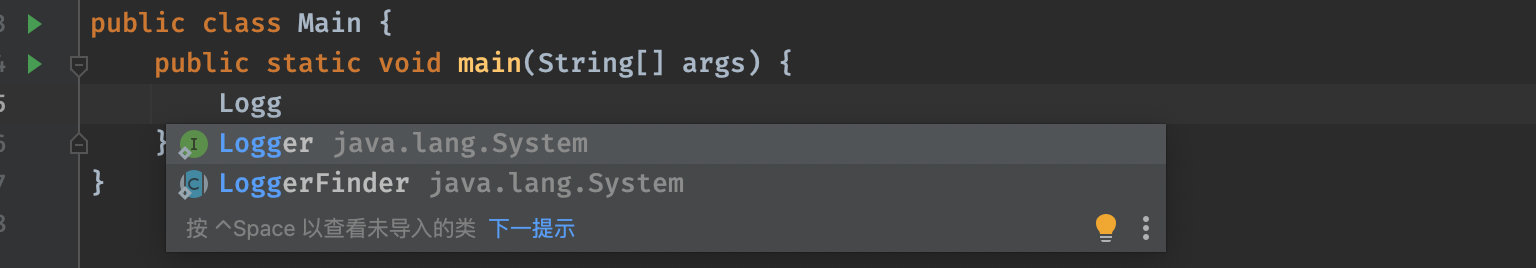 3 public class Main {
4 public static void main(String[] args) {
5 Logg
6 }
I Logger java.lang.System
C LoggerFinder java.lang.System
7 }
按 ^Space 以查看未导入的类 下一提示
8